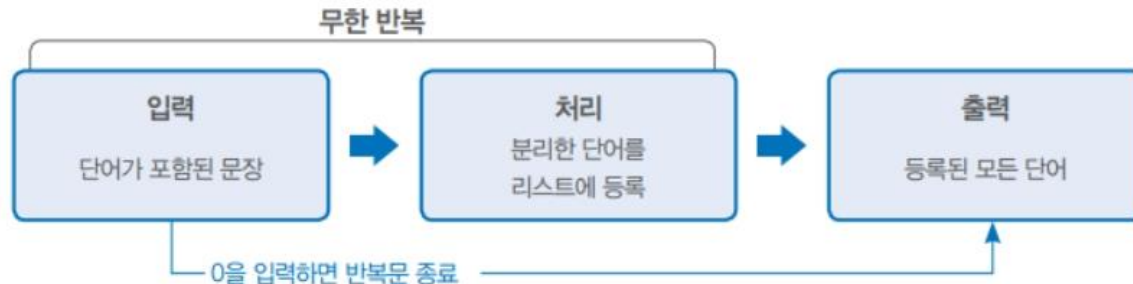 무한 반복
입력
단어가 포함된 문장
처리
분리한 단어를
리스트에 등록
출력
등록된 모든 단어
0을 입력하면 반복문 종료